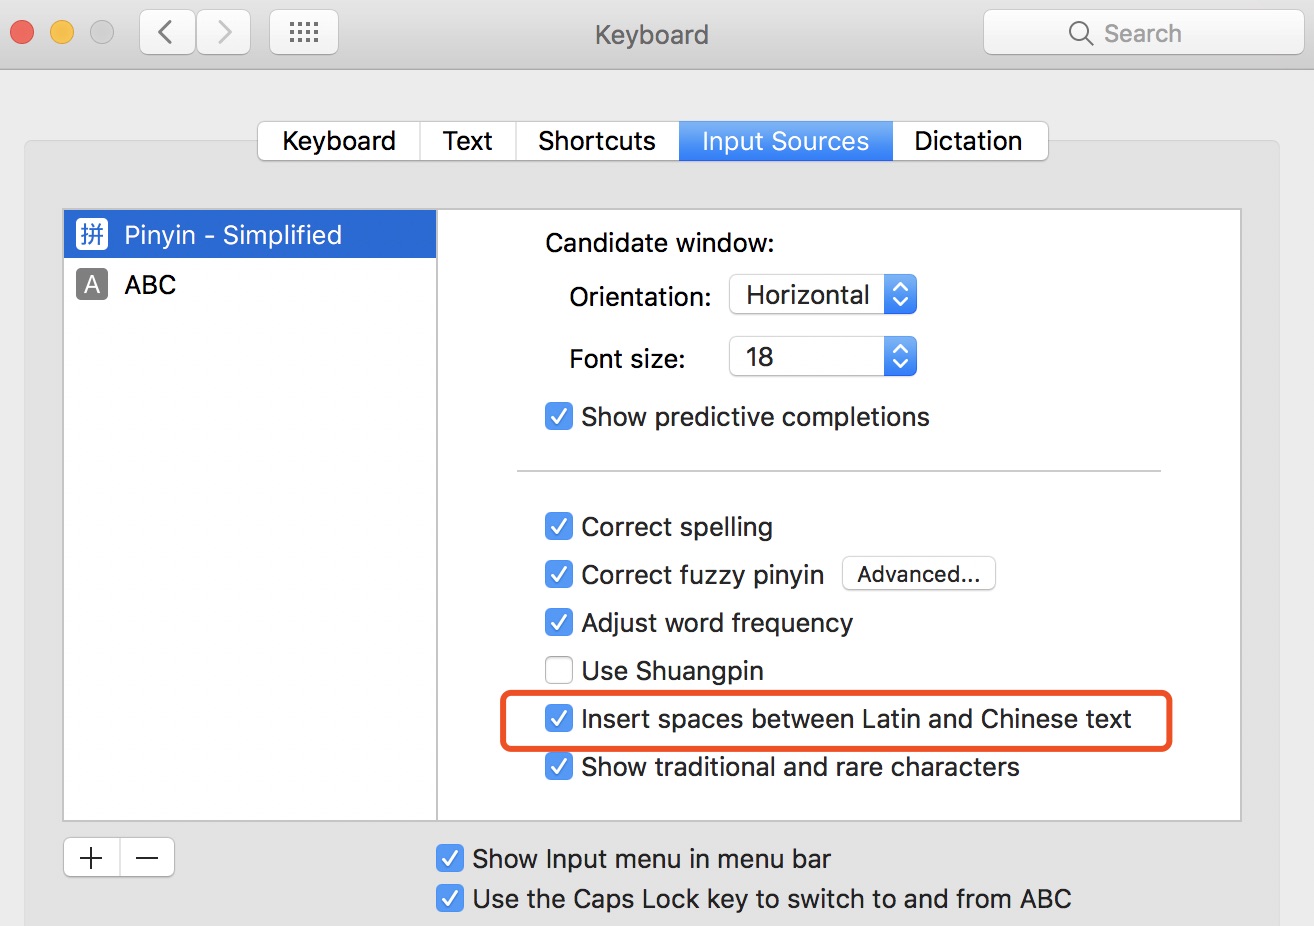 Keyboard
Search
Keyboard Text Shortcuts Input Sources Dictation
拼 Pinyin - Simplified
A ABC
Candidate window:
Orientation: Horizontal
Font size: 18
Show predictive completions
Correct spelling
Correct fuzzy pinyin Advanced...
Adjust word frequency
Use Shuangpin
Insert spaces between Latin and Chinese text
Show traditional and rare characters
Show Input menu in menu bar
Use the Caps Lock key to switch to and from ABC